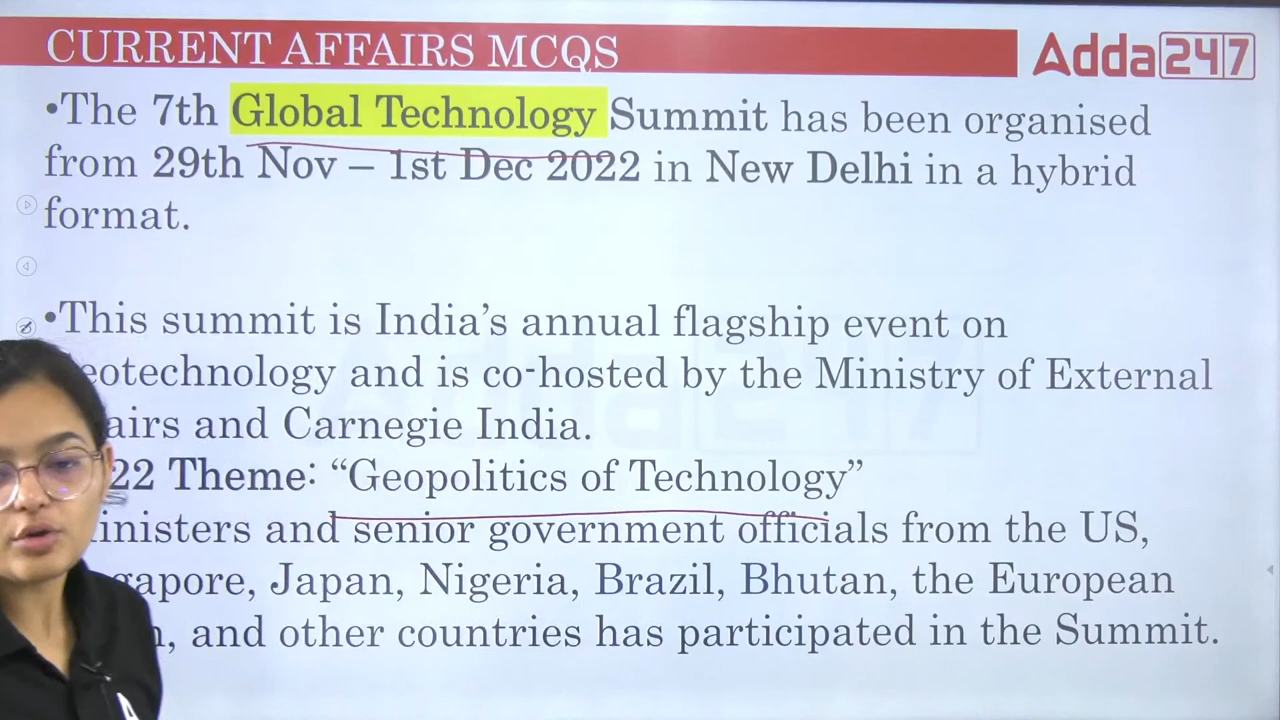 CURRENT AFFAIRS MCQS
Adda247
•The 7th Global Technology Summit has been organised
from 29th Nov – 1st Dec 2022 in New Delhi in a hybrid
format.
•This summit is India's annual flagship event on
eotechnology and is co-hosted by the Ministry of External
airs and Carnegie India.
22 Theme: “Geopolitics of Technology”
inisters and senior government officials from the US,
gapore, Japan, Nigeria, Brazil, Bhutan, the European
n, and other countries has participated in the Summit.